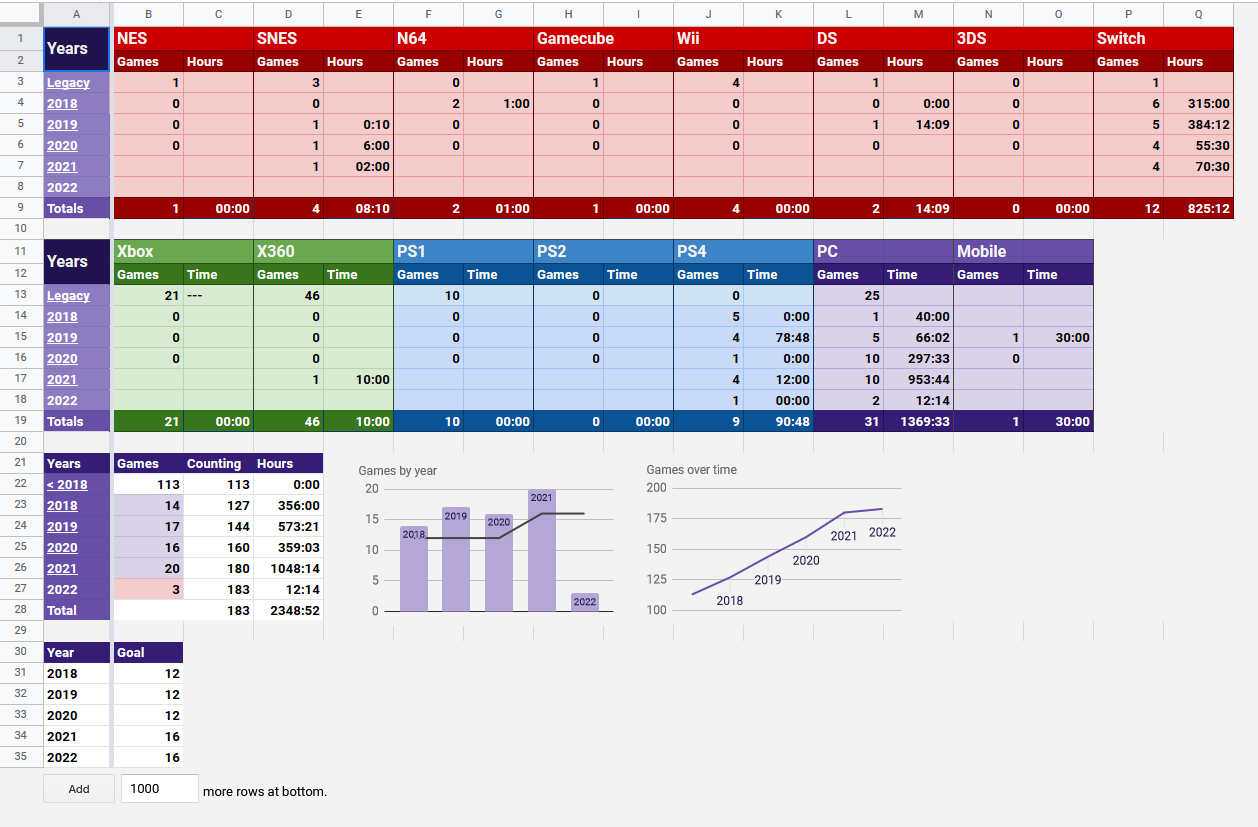 A B C D E F G H I J K L M N O P Q
1 Years NES SNES N64 Gamecube Wii DS 3DS Switch
2 Games Hours Games Hours Games Hours Games Hours Games Hours Games Hours Games Hours Games Hours
3 Legacy 1 3 0 1 4 1 0 1
4 2018 0 0 2 1:00 0 0 0 0:00 0 6 315:00
5 2019 0 1 0:10 0 0 0 1 14:09 0 5 384:12
6 2020 0 1 6:00 0 0 0 0 0 4 55:30
7 2021 1 02:00 4 70:30
8 2022
9 Totals 1 00:00 4 08:10 2 01:00 1 00:00 4 00:00 2 14:09 0 00:00 12 825:12
10
11 Years Xbox X360 PS1 PS2 PS4 PC Mobile
12 Games Time Games Time Games Time Games Time Games Time Games Time Games Time
13 Legacy 21 --- 46 10 0 0 25
14 2018 0 0 0 0 5 0:00 1 40:00
15 2019 0 0 0 0 4 78:48 5 66:02 1 30:00
16 2020 0 0 0 0 1 0:00 10 297:33 0
17 2021 1 10:00 4 12:00 10 953:44
18 2022 1 00:00 2 12:14
19 Totals 21 00:00 46 10:00 10 00:00 0 00:00 9 90:48 31 1369:33 1 30:00
20
21 Years Games Counting Hours
22 < 2018 113 113 0:00
23 2018 14 127 356:00
24 2019 17 144 573:21
25 2020 16 160 359:03
26 2021 20 180 1048:14
27 2022 3 183 12:14
28 Total 183 2348:52
Games by year
20
15
10
5
0
2018
2019
2020
2021
2022
Games over time
200
175
150
125
100
2018
2019
2020
2021
2022
29
30 Year Goal
31 2018 12
32 2019 12
33 2020 12
34 2021 16
35 2022 16
Add 1000 more rows at bottom.